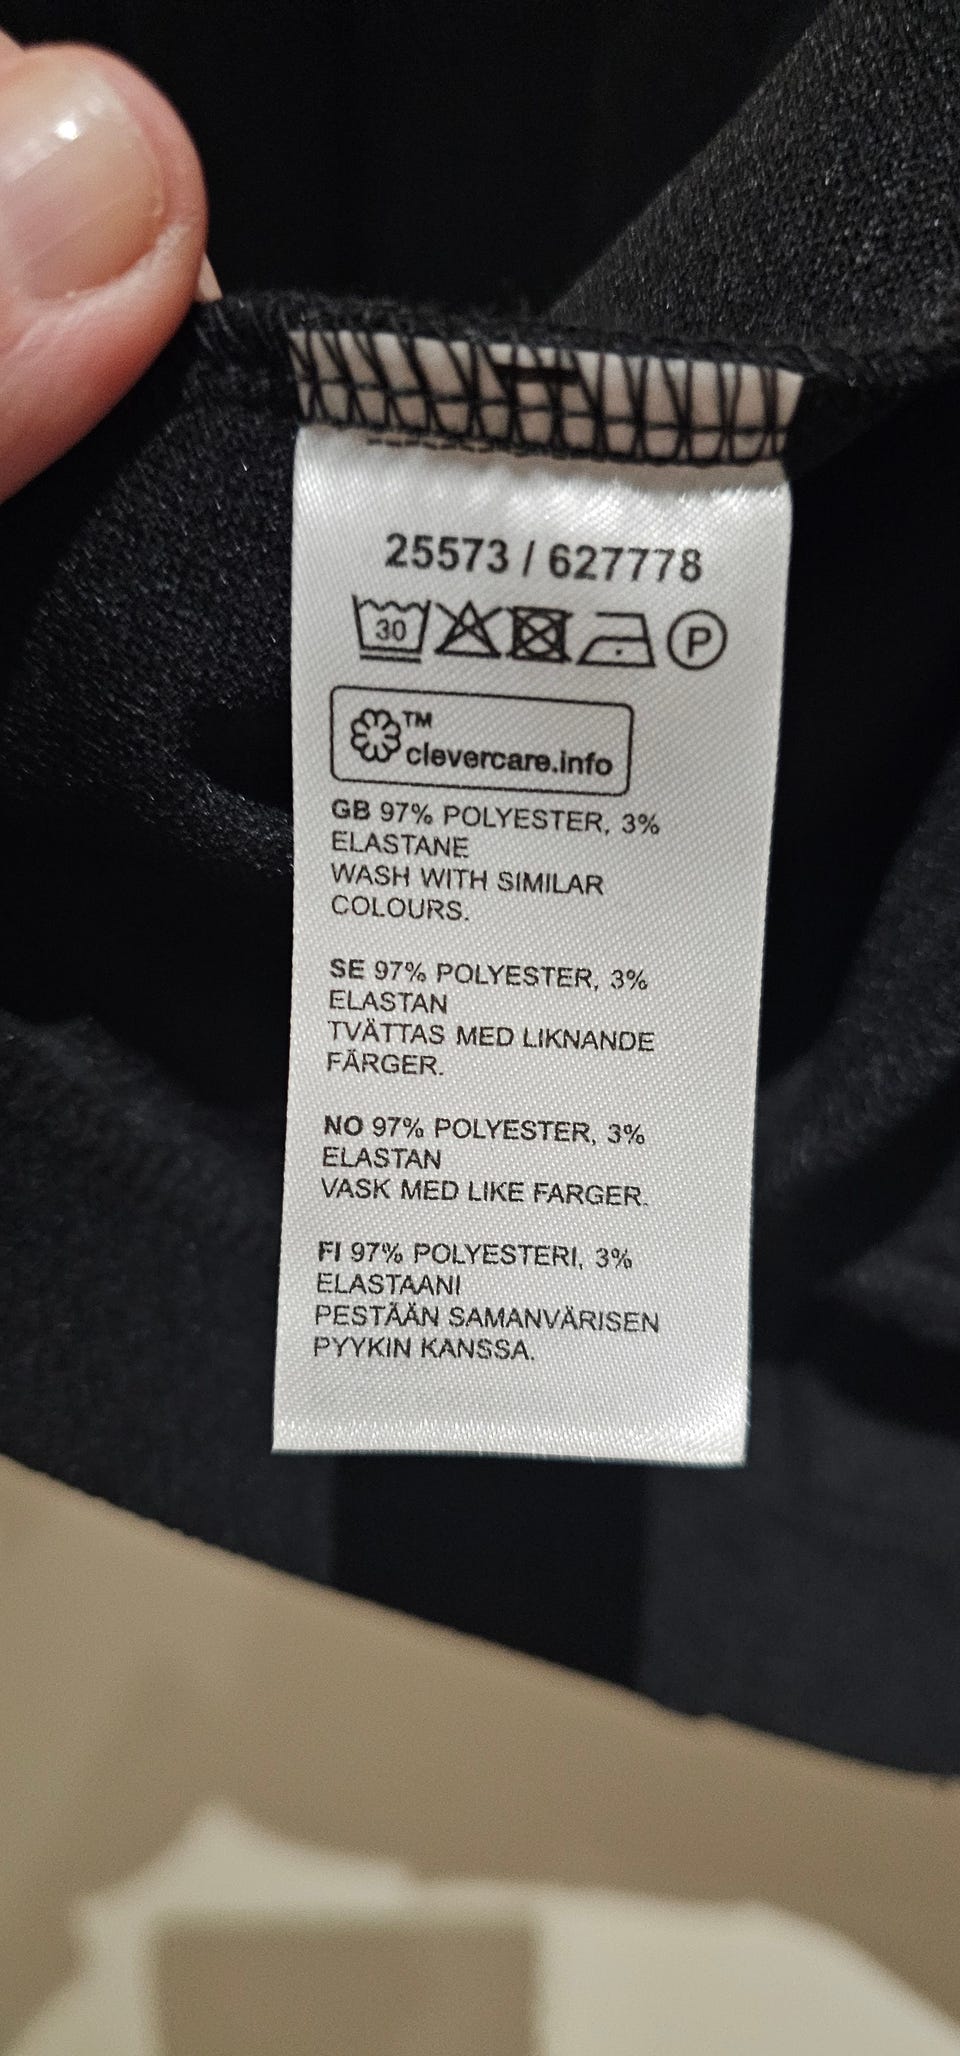 25573 / 627778
30 P
TM
clevercare.info
GB 97% POLYESTER, 3%
ELASTANE
WASH WITH SIMILAR
COLOURS.
SE 97% POLYESTER, 3%
ELASTAN
TVÄTTAS MED LIKNANDE
FÄRGER.
NO 97% POLYESTER, 3%
ELASTAN
VASK MED LIKE FARGER.
FI 97% POLYESTERI, 3%
ELASTAANI
PESTÄÄN SAMANVÄRISEN
PYYKIN KANSSA.